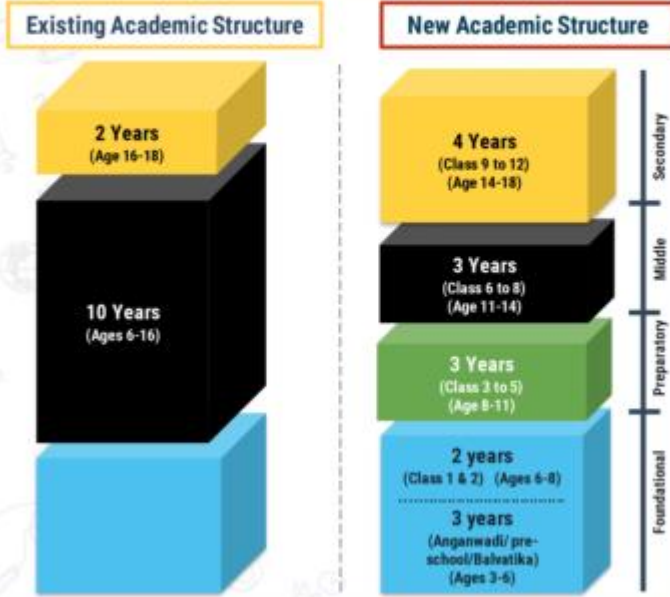 Existing Academic Structure
New Academic Structure
2 Years
(Age 16-18)
10 Years
(Ages 6-16)
4 Years
(Class 9 to 12)
(Age 14-18)
3 Years
(Class 6 to 8)
(Age 11-14)
3 Years
(Class 3 to 5)
(Age 8-11)
2 years
(Class 1 & 2) (Ages 6-8)
3 years
(Anganwadi/ pre-
school/Balvatika)
(Ages 3-6)
Secondary
Middle
Preparatory
Foundational